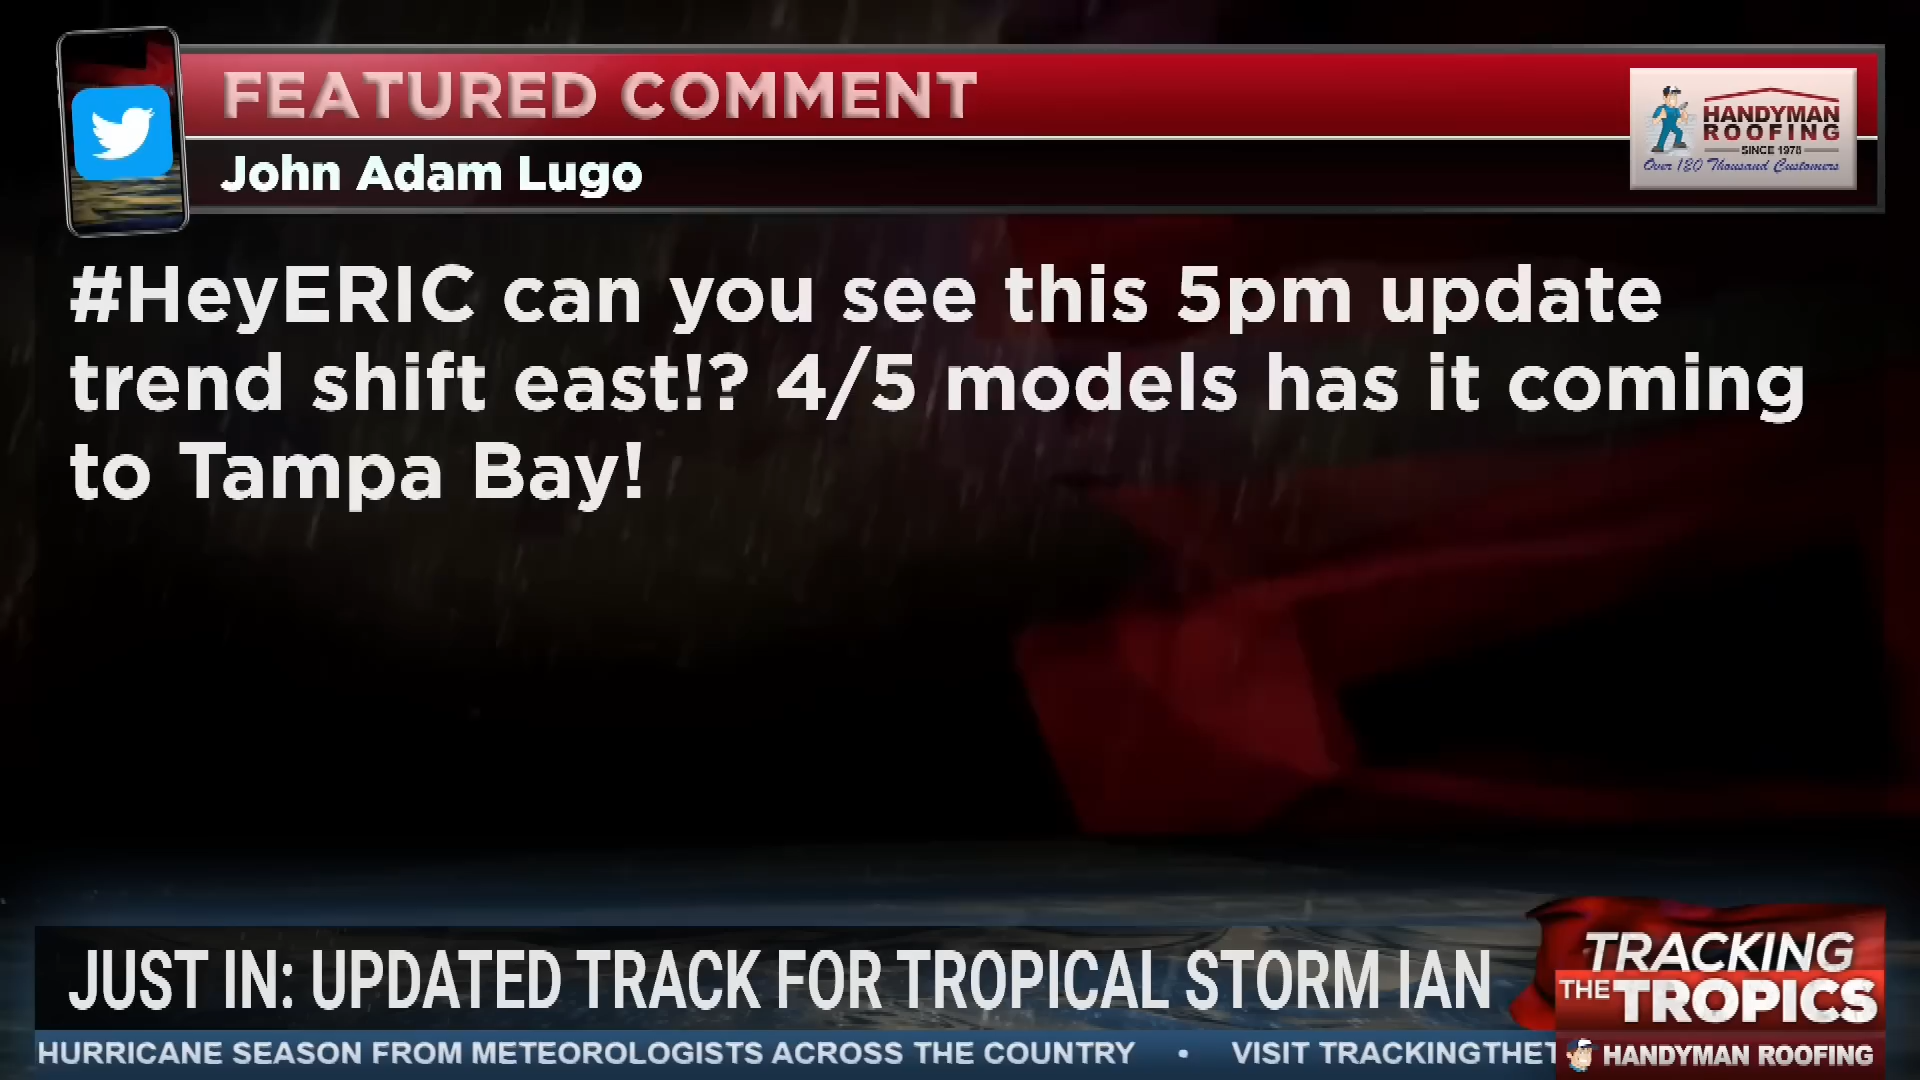 FEATURED COMMENT
HANDYMAN
ROOFING
SINCE 1978
Over 120 Thousand Customers
John Adam Lugo
#HeyERIC can you see this 5pm update
trend shift east!? 4/5 models has it coming
to Tampa Bay!
JUST IN: UPDATED TRACK FOR TROPICAL STORM IAN
TRACKING
THE TROPICS
HURRICANE SEASON FROM METEOROLOGISTS ACROSS THE COUNTRY • VISIT TRACKINGTHET
HANDYMAN ROOFING